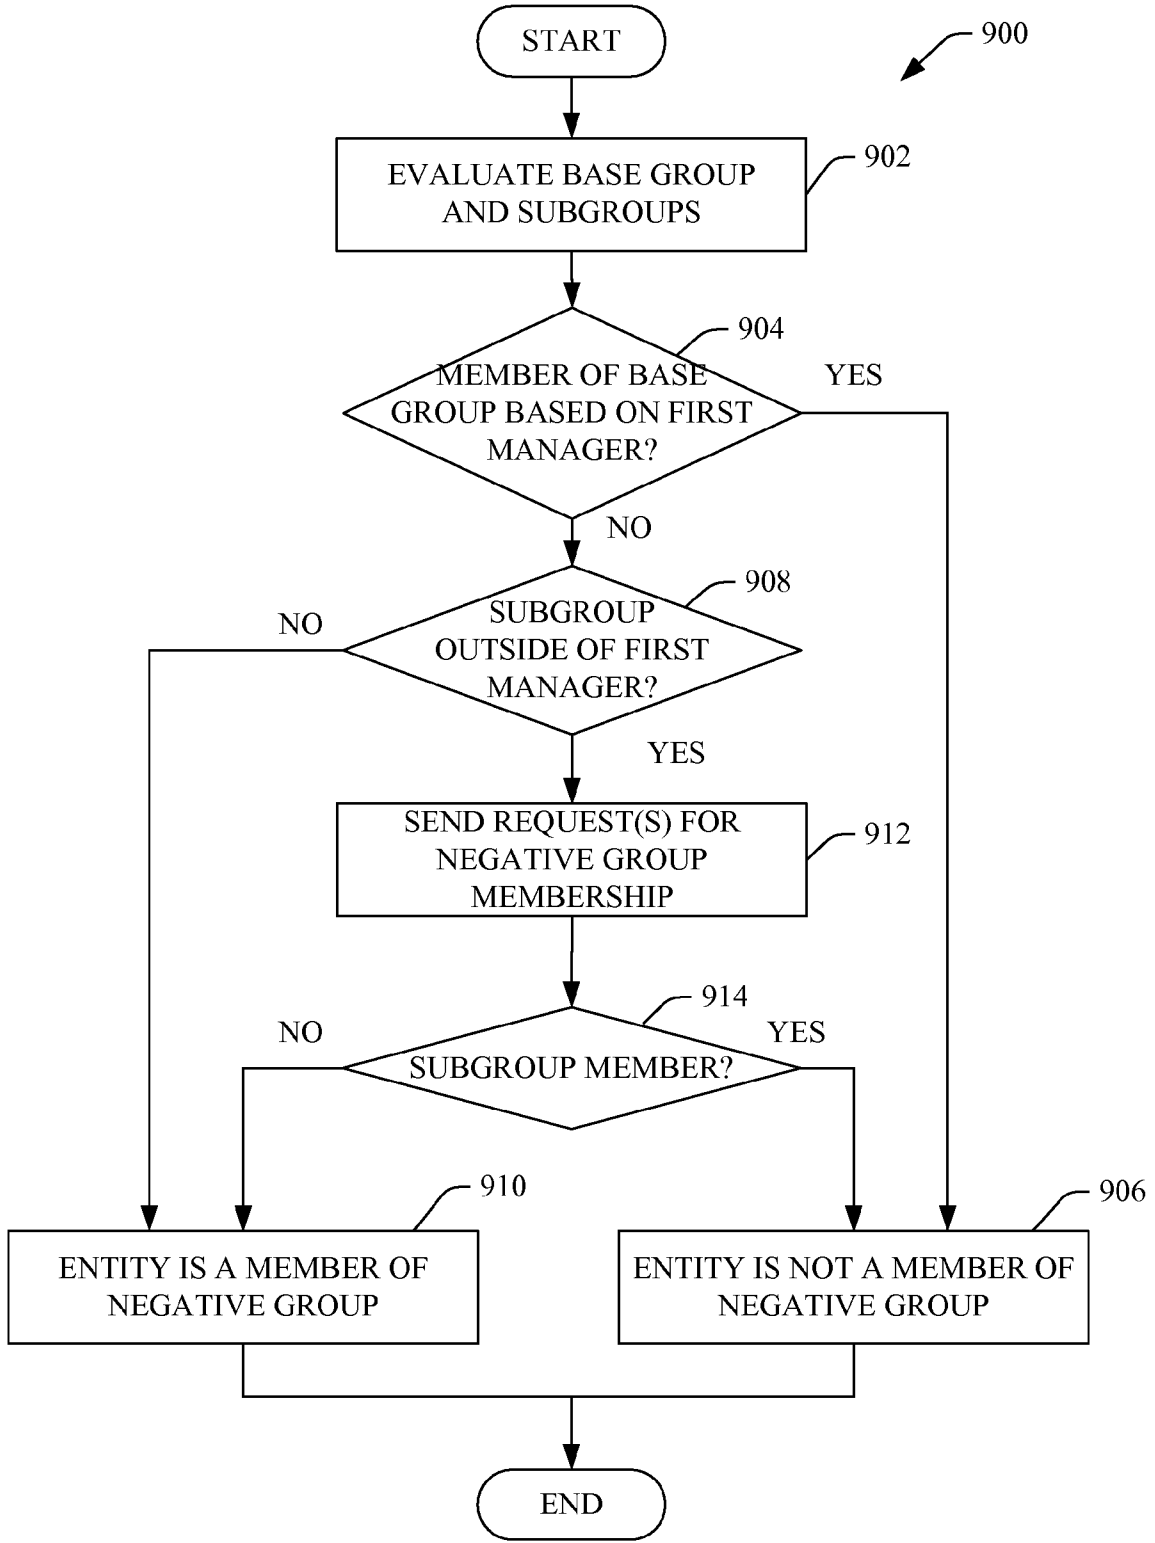 START
900
EVALUATE BASE GROUP
AND SUBGROUPS
902
904
MEMBER OF BASE
GROUP BASED ON FIRST
MANAGER?
YES
NO
908
SUBGROUP
OUTSIDE OF FIRST
MANAGER?
NO
YES
SEND REQUEST(S) FOR
NEGATIVE GROUP
MEMBERSHIP
912
914
NO
YES
SUBGROUP MEMBER?
910
906
ENTITY IS A MEMBER OF
NEGATIVE GROUP
ENTITY IS NOT A MEMBER OF
NEGATIVE GROUP
END